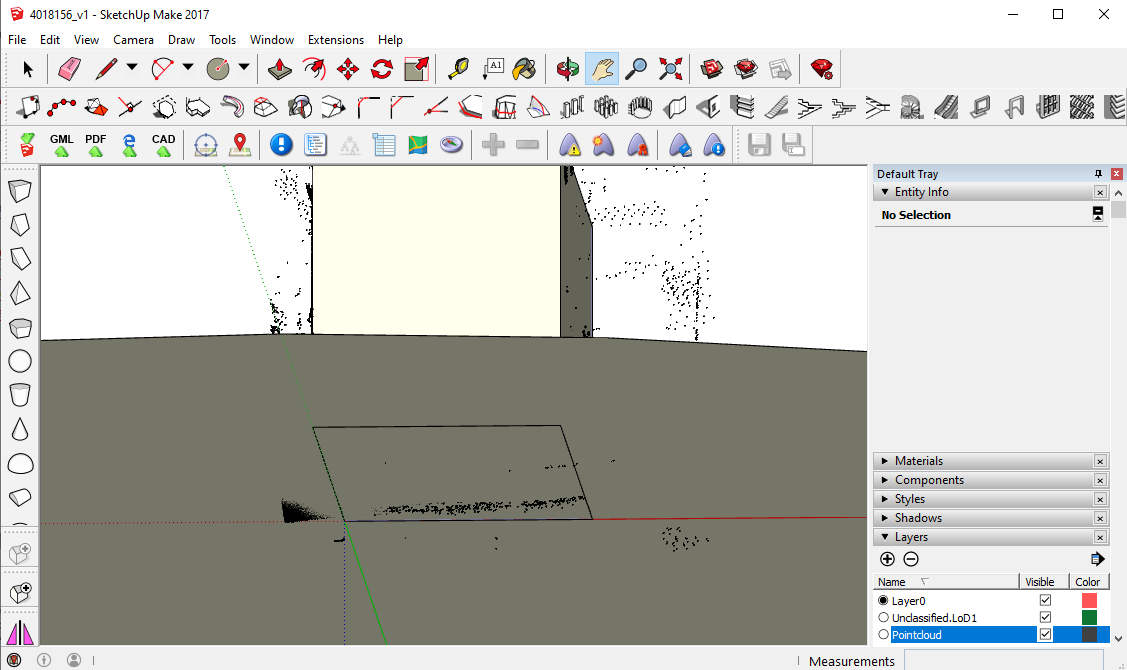 4018156_v1 - SketchUp Make 2017
File Edit View Camera Draw Tools Window Extensions Help
A1
GML PDF CAD
Default Tray
Entity Info
No Selection
Materials
Components
Styles
Shadows
Layers
Name Visible Color
Layer0
Unclassified.LoD1
Pointcloud
Measurements